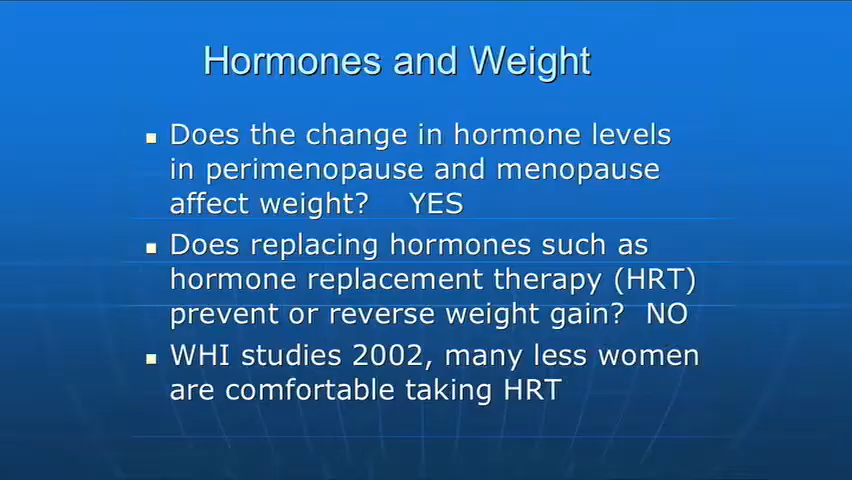 Hormones and Weight
Does the change in hormone levels
in perimenopause and menopause
affect weight? YES
Does replacing hormones such as
hormone replacement therapy (HRT)
prevent or reverse weight gain? NO
WHI studies 2002, many less women
are comfortable taking HRT